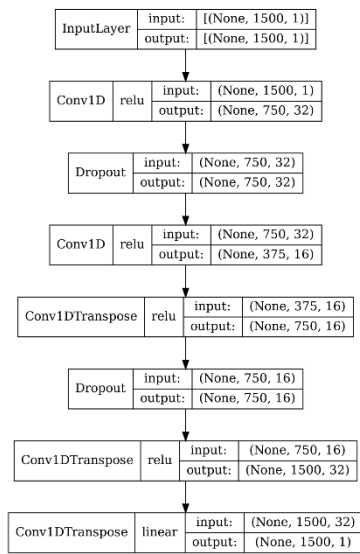 InputLayer input: [(None, 1500, 1)]
output: [(None, 1500, 1)]
Conv1D relu input: (None, 1500, 1)
output: (None, 750, 32)
Dropout input: (None, 750, 32)
output: (None, 750, 32)
Conv1D relu input: (None, 750, 32)
output: (None, 375, 16)
Conv1DTranspose relu input: (None, 375, 16)
output: (None, 750, 16)
Dropout input: (None, 750, 16)
output: (None, 750, 16)
Conv1DTranspose relu input: (None, 750, 16)
output: (None, 1500, 32)
Conv1DTranspose linear input: (None, 1500, 32)
output: (None, 1500, 1)